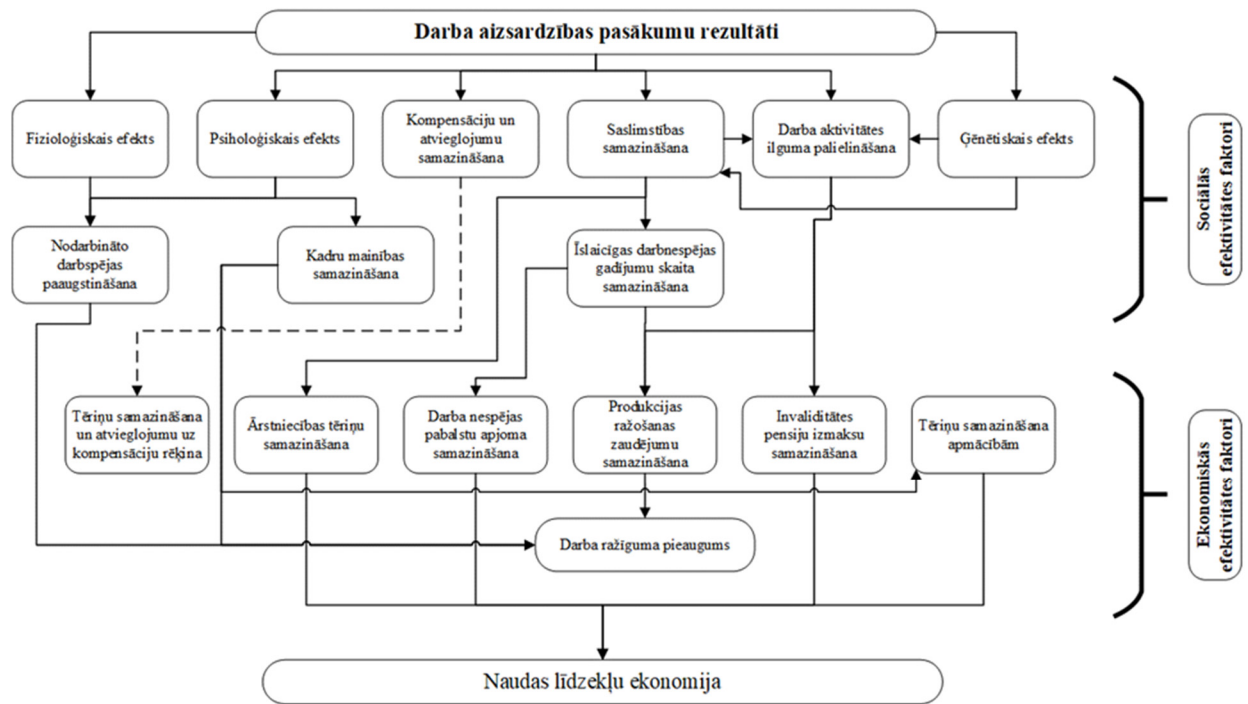 Darba aizsardzības pasākumu rezultāti
Fizioloģiskais efekts
Psiholoģiskais efekts
Kompensāciju un
atvieglojumu
samazināšana
Saslimstības
samazināšana
Darba aktivitātes
ilguma palielināšana
Ģēnētiskais efekts
Sociālās
efektivitātes faktori
Nodarbināto
darbspējas
paaugstināšana
Kadru mainības
samazināšana
Īslaicīgas darbnespējas
gadījumu skaita
samazināšana
Tēriņu samazināšana
un atvieglojumu uz
kompensāciju rēķina
Ārstniecības tēriņu
samazināšana
Darba nespējas
pabalstu apjoma
samazināšana
Produkcijas
ražošanas
zaudējumu
samazināšana
Invaliditātes
pensiju izmaksu
samazināšana
Tēriņu samazināšana
apmācībām
Ekonomiskās
efektivitātes faktori
Darba ražīguma pieaugums
Naudas līdzekļu ekonomija